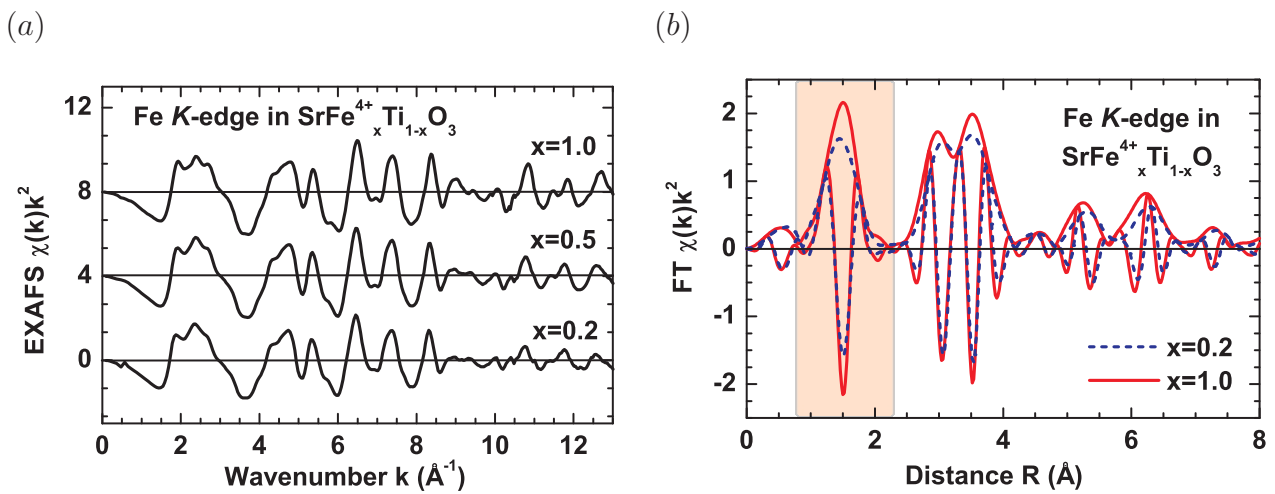 (a)
Fe K-edge in SrFe⁴⁺ₓTi₁₋ₓO₃
x=1.0
x=0.5
x=0.2
12
8
4
0
EXAFS χ(k)k²
0 2 4 6 8 10 12
Wavenumber k (Å⁻¹)
(b)
Fe K-edge in
SrFe⁴⁺ₓTi₁₋ₓO₃
2
1
0
-1
-2
FT χ(k)k²
x=0.2
x=1.0
0 2 4 6 8
Distance R (Å)